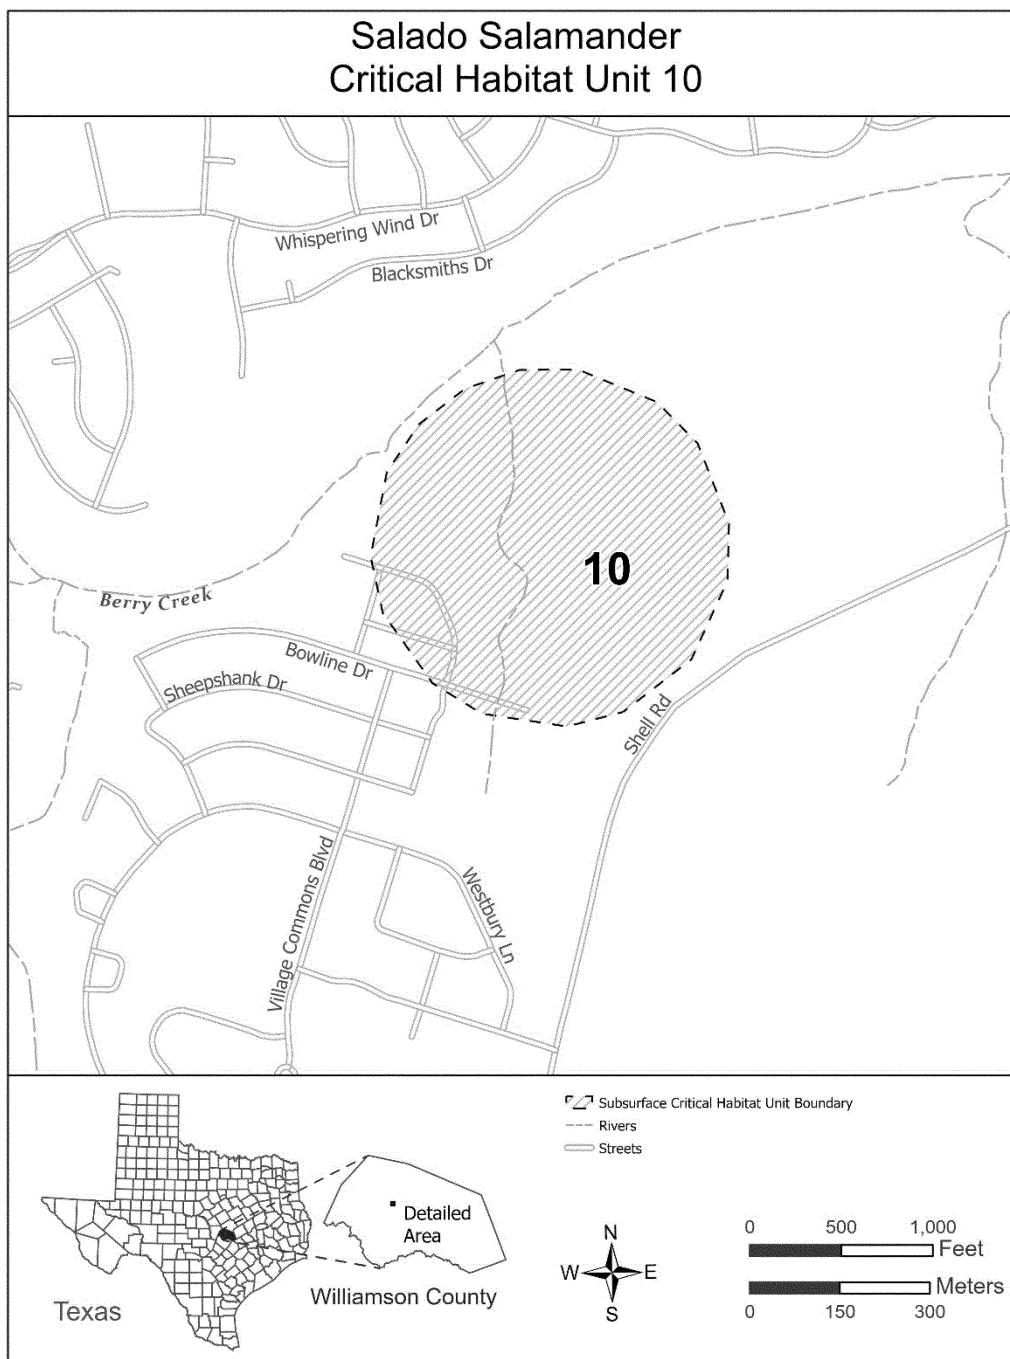 Salado Salamander
Critical Habitat Unit 10
Whispering Wind Dr
Blacksmiths Dr
10
Berry Creek
Bowline Dr
Sheepshank Dr
Shell Rd
Village Commons Blvd
Westbury Ln
Subsurface Critical Habitat Unit Boundary
Rivers
Streets
Detailed
Area
Williamson County
Texas
N
W E
S
0 500 1,000
Feet
Meters
0 150 300